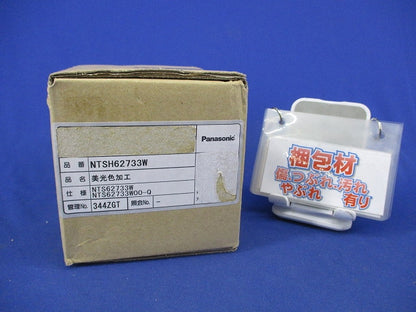 Panasonic
品番 NTSH62733W
品名 美光色加工
仕様 NTS62733W
NTS62733WOO-Q
管理No. 344ZGT 照合No. -
梱包材
傷つぶれ汚れ
やぶれ 有り